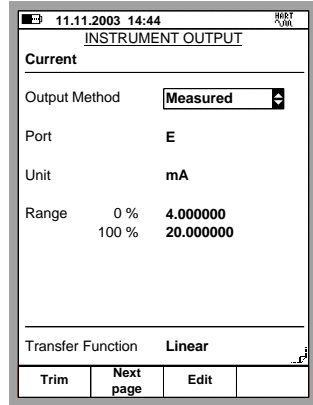 11.11.2003 14:44 HART
INSTRUMENT OUTPUT
Current
Output Method Measured
Port E
Unit mA
Range 0 % 4.000000
100 % 20.000000
Transfer Function Linear
Trim Next page Edit